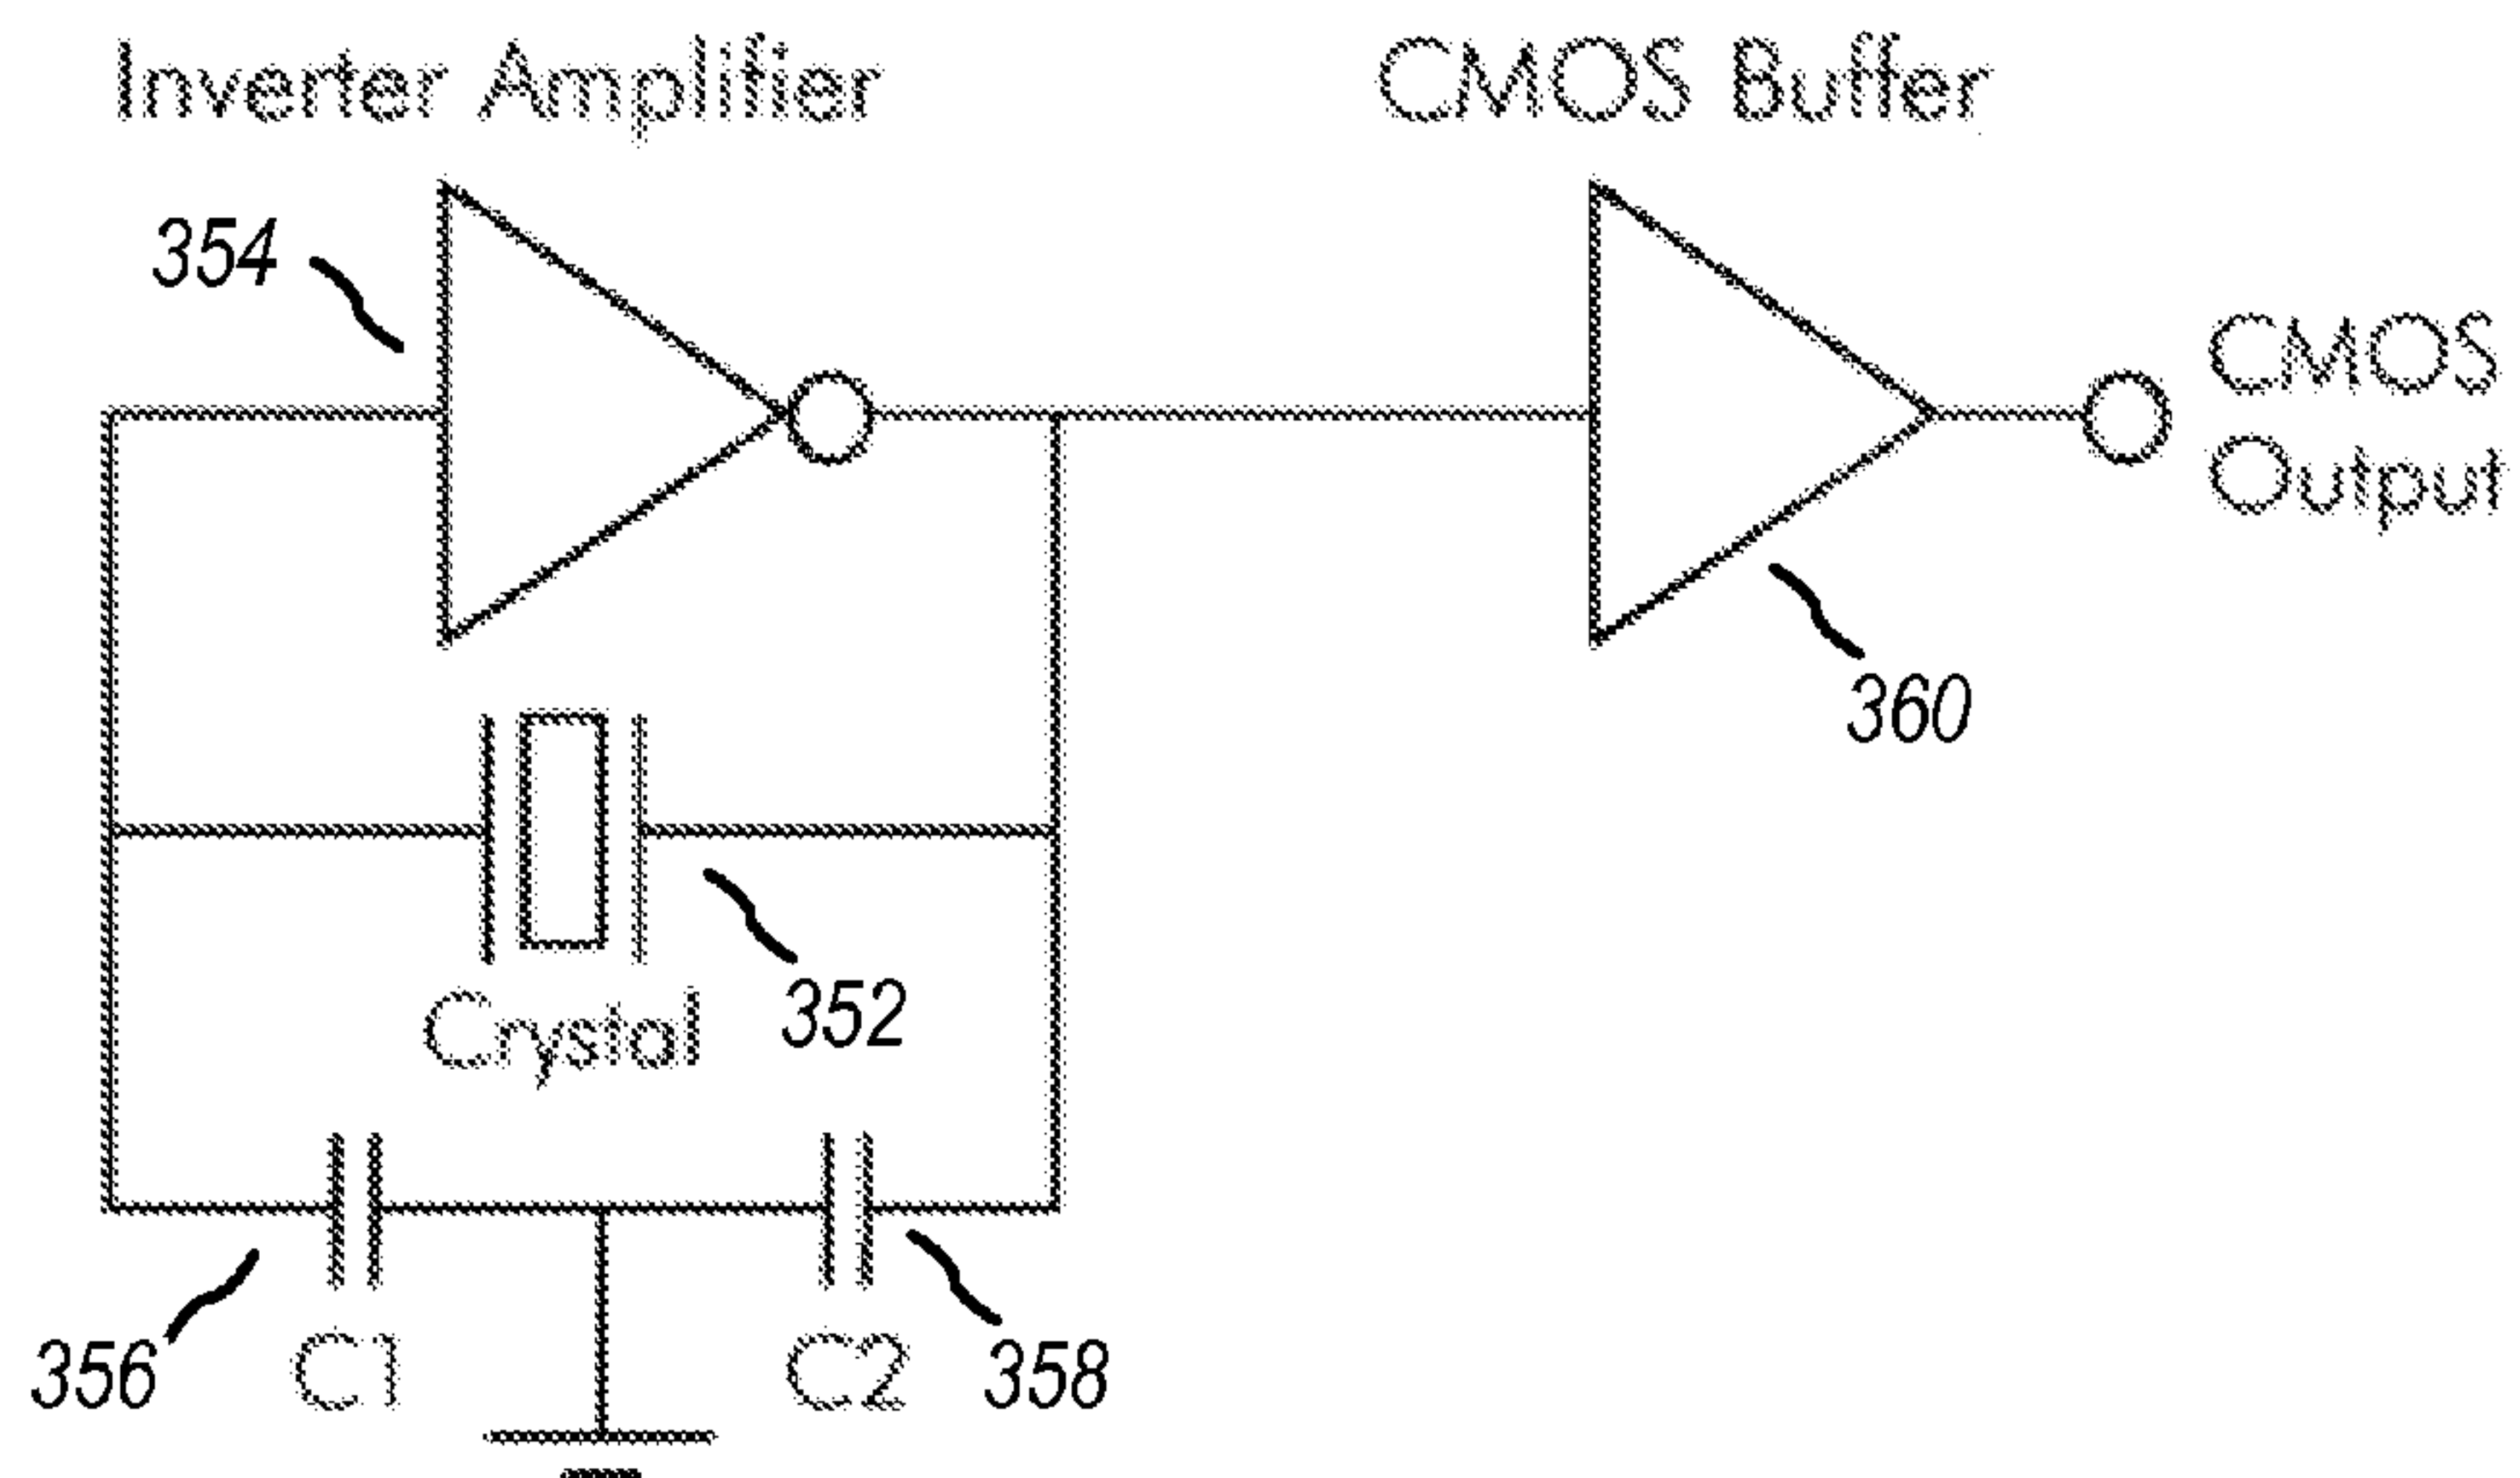 Inverter Amplifier
CMOS Buffer
354
CMOS
Output
360
352
Crystal
356
C1
C2
358